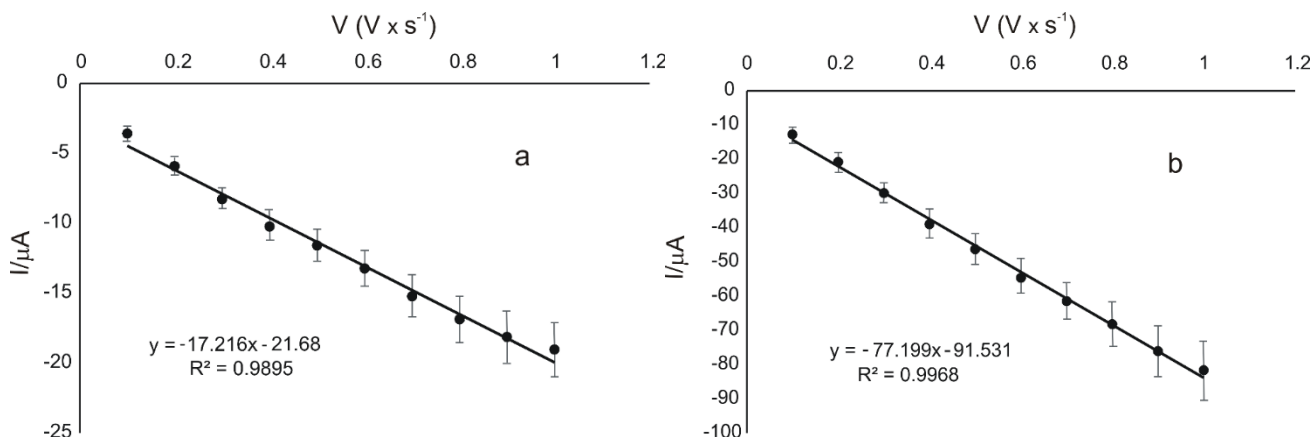 V (V x s⁻¹)
0 0.2 0.4 0.6 0.8 1 1.2
0
-5
-10
-15
-20
-25
I/µA
a
y = -17.216x - 21.68
R² = 0.9895
V (V x s⁻¹)
0 0.2 0.4 0.6 0.8 1 1.2
0
-10
-20
-30
-40
-50
-60
-70
-80
-90
-100
I/µA
b
y = - 77.199x - 91.531
R² = 0.9968